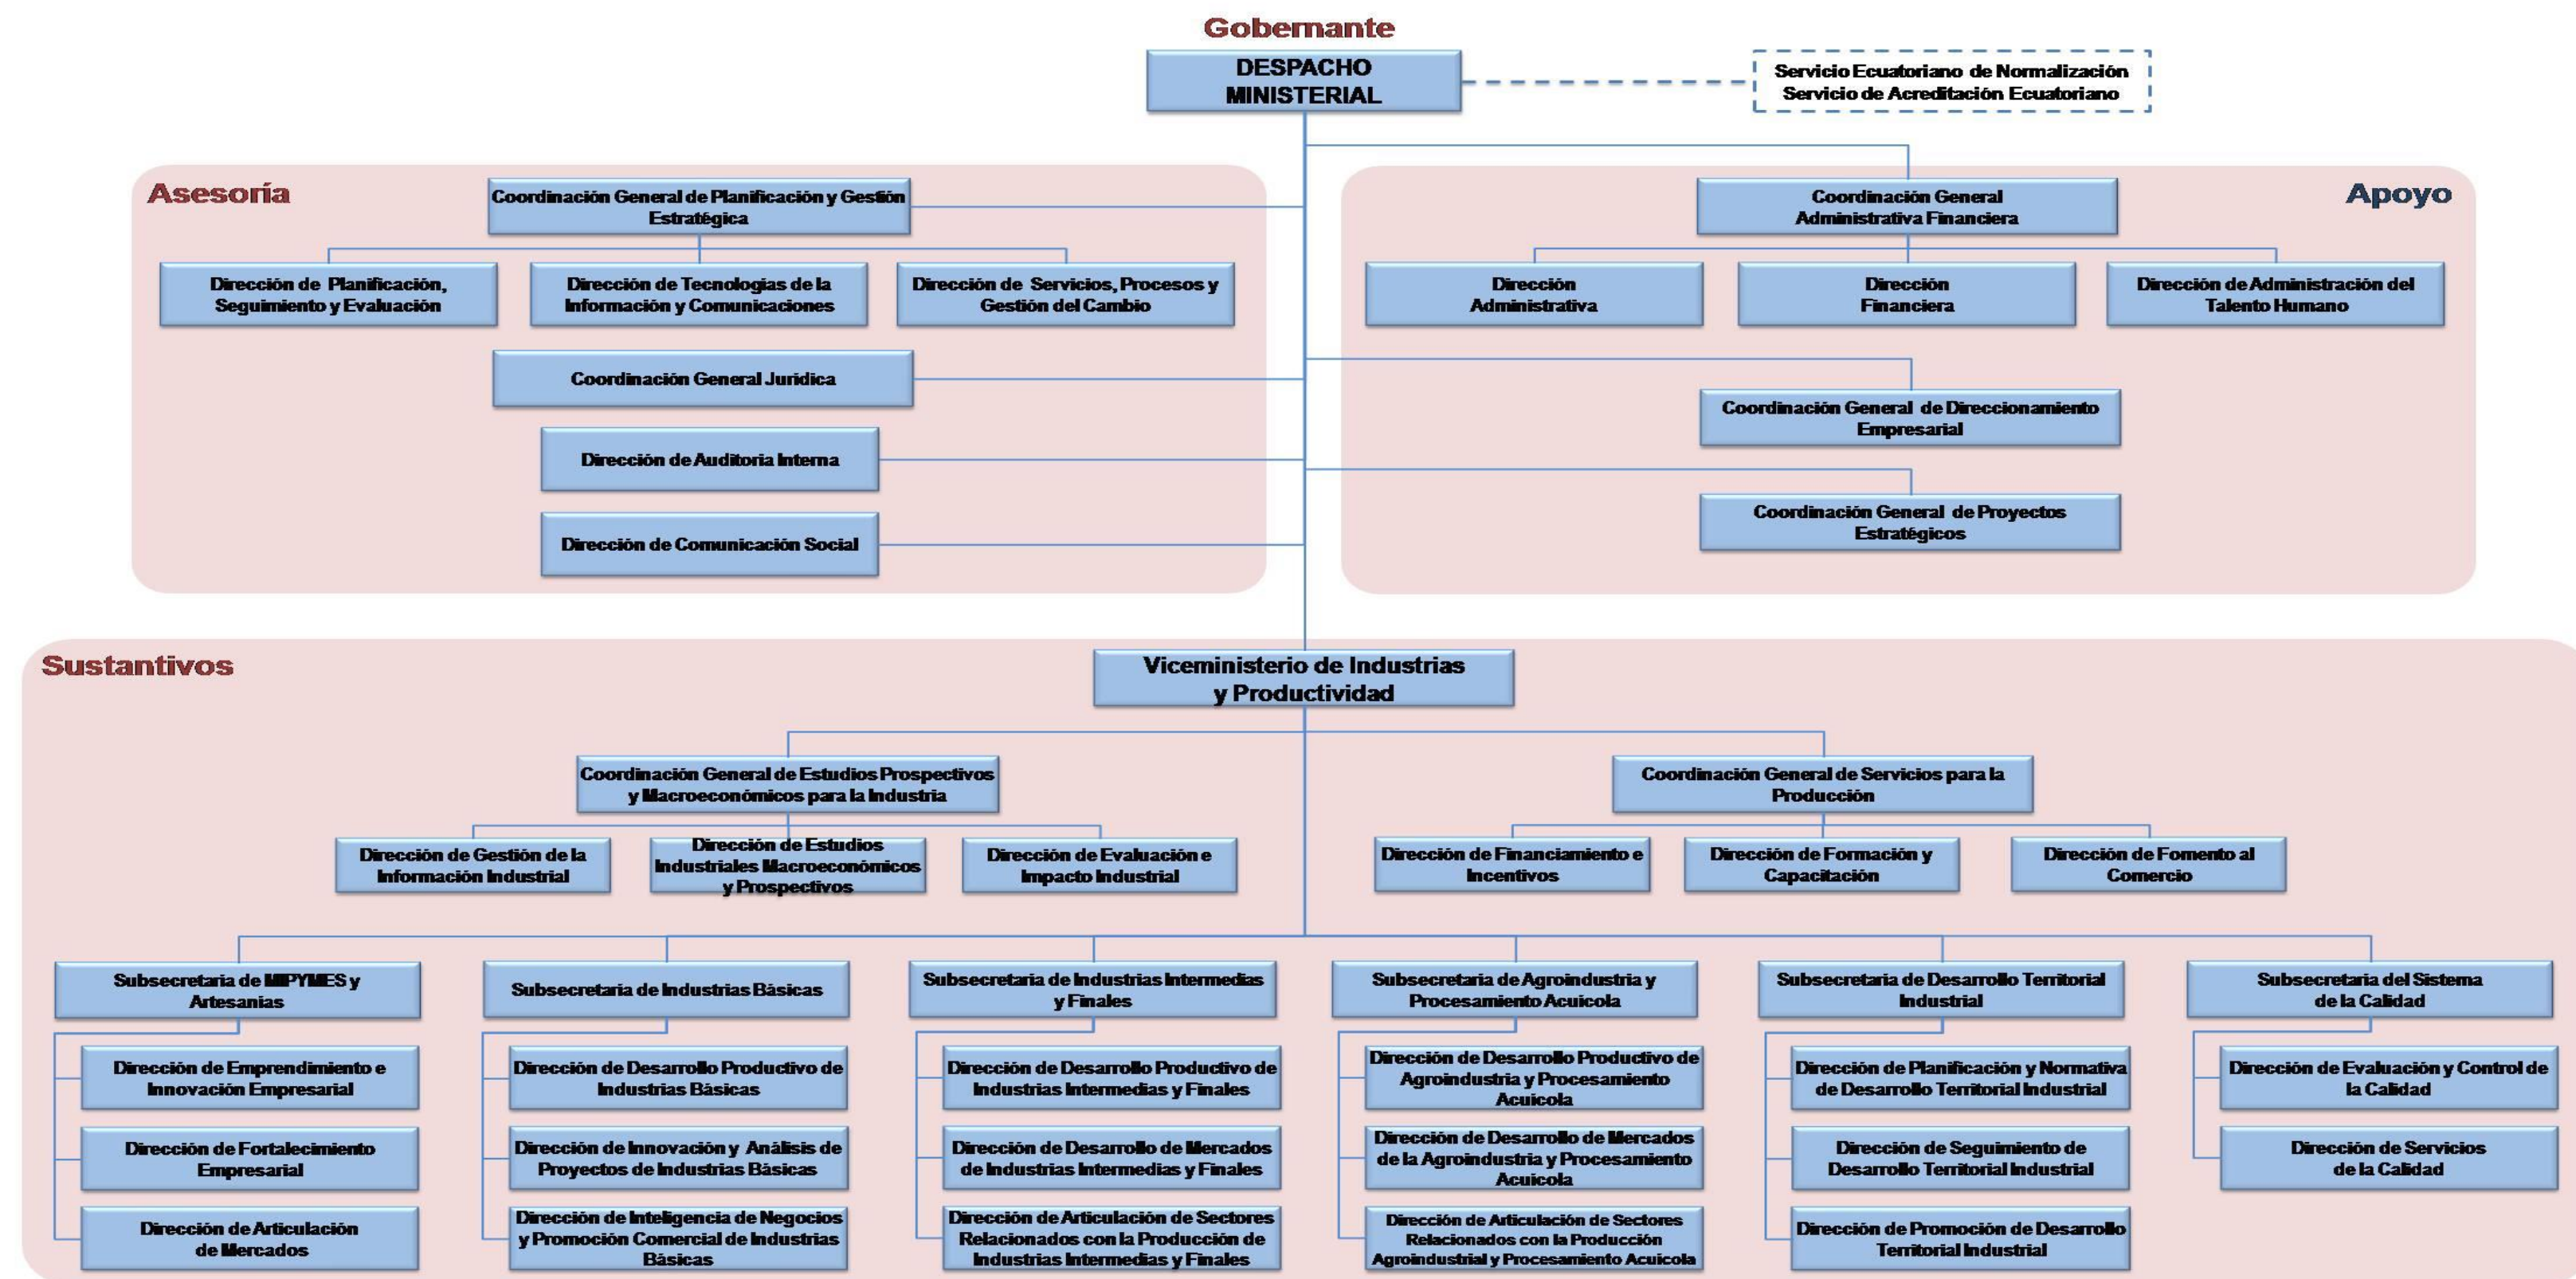 Gobernante
DESPACHO
MINISTERIAL
Servicio Ecuatoriano de Normalización
Servicio de Acreditación Ecuatoriano
Asesoría
Coordinación General de Planificación y Gestión
Estratégica
Dirección de Planificación,
Seguimiento y Evaluación
Dirección de Tecnologías de la
Información y Comunicaciones
Dirección de Servicios, Procesos y
Gestión del Cambio
Coordinación General Jurídica
Dirección de Auditoria Interna
Dirección de Comunicación Social
Apoyo
Coordinación General
Administrativa Financiera
Dirección
Administrativa
Dirección
Financiera
Dirección de Administración del
Talento Humano
Coordinación General de Direccionamiento
Empresarial
Coordinación General de Proyectos
Estratégicos
Sustantivos
Viceministerio de Industrias
y Productividad
Coordinación General de Estudios Prospectivos
y Macroeconómicos para la Industria
Dirección de Gestión de la
Información Industrial
Dirección de Estudios
Industriales Macroeconómicos
y Prospectivos
Dirección de Evaluación e
Impacto Industrial
Coordinación General de Servicios para la
Producción
Dirección de Financiamiento e
Incentivos
Dirección de Formación y
Capacitación
Dirección de Fomento al
Comercio
Subsecretaria de MIPYMES y
Artesanias
Dirección de Emprendimiento e
Innovación Empresarial
Dirección de Fortalecimiento
Empresarial
Dirección de Articulación
de Mercados
Subsecretaria de Industrias Básicas
Dirección de Desarrollo Productivo de
Industrias Básicas
Dirección de Innovación y Análisis de
Proyectos de Industrias Básicas
Dirección de Inteligencia de Negocios
y Promoción Comercial de Industrias
Básicas
Subsecretaria de Industrias Intermedias
y Finales
Dirección de Desarrollo Productivo de
Industrias Intermedias y Finales
Dirección de Desarrollo de Mercados
de Industrias Intermedias y Finales
Dirección de Articulación de Sectores
Relacionados con la Producción de
Industrias Intermedias y Finales
Subsecretaria de Agroindustria y
Procesamiento Acuicola
Dirección de Desarrollo Productivo de
Agroindustria y Procesamiento
Acuicola
Dirección de Desarrollo de Mercados
de la Agroindustria y Procesamiento
Acuicola
Dirección de Articulación de Sectores
Relacionados con la Producción
Agroindustrial y Procesamiento Acuicola
Subsecretaria de Desarrollo Territorial
Industrial
Dirección de Planificación y Normativa
de Desarrollo Territorial Industrial
Dirección de Seguimiento de
Desarrollo Territorial Industrial
Dirección de Promoción de Desarrollo
Territorial Industrial
Subsecretaria del Sistema
de la Calidad
Dirección de Evaluación y Control de
la Calidad
Dirección de Servicios
de la Calidad